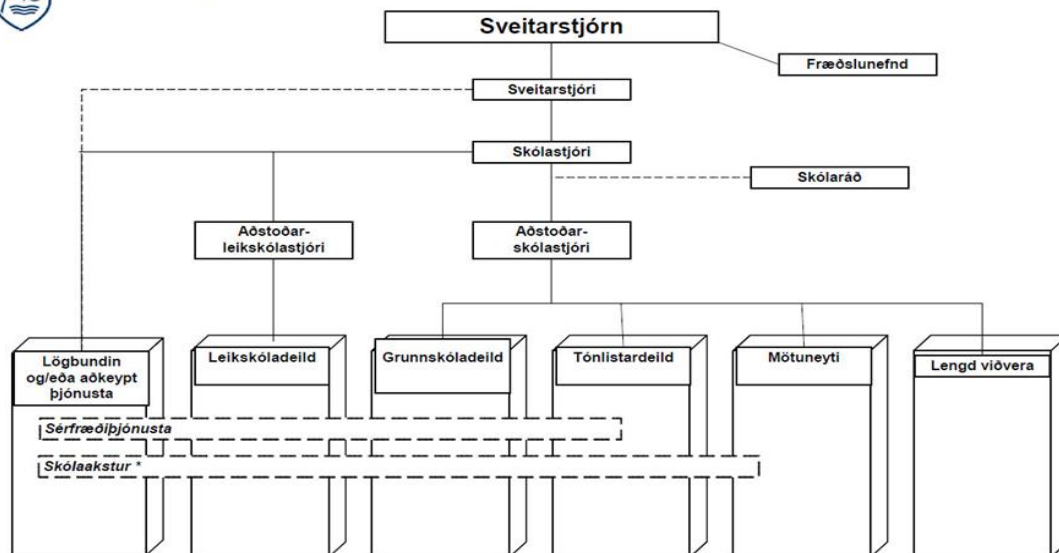 Sveitarstjórn
Fræðslunefnd
Sveitarstjóri
Skólastjóri
Skólaráð
Aðstoðar-
leikskólastjóri
Aðstoðar-
skólastjóri
Lögbundin
og/eða aðkeypt
þjónusta
Leikskóladeild
Grunnskóladeild
Tónlistardeild
Mötuneyti
Lengd viðvera
Sérfræðiþjónusta
Skólaakstur *